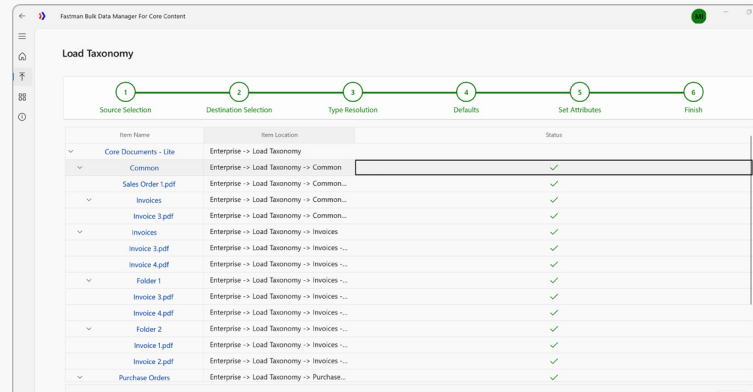 Fastman Bulk Data Manager For Core Content
MI
Load Taxonomy
1 2 3 4 5 6
Source Selection Destination Selection Type Resolution Defaults Set Attributes Finish
Item Name Item Location Status
Core Documents - Lite Enterprise -> Load Taxonomy
Common Enterprise -> Load Taxonomy -> Common
Sales Order 1.pdf Enterprise -> Load Taxonomy -> Common...
Invoices Enterprise -> Load Taxonomy -> Common...
Invoice 3.pdf Enterprise -> Load Taxonomy -> Common...
Invoices Enterprise -> Load Taxonomy -> Invoices
Invoice 3.pdf Enterprise -> Load Taxonomy -> Invoices -...
Invoice 4.pdf Enterprise -> Load Taxonomy -> Invoices -...
Folder 1 Enterprise -> Load Taxonomy -> Invoices -...
Invoice 3.pdf Enterprise -> Load Taxonomy -> Invoices -...
Invoice 4.pdf Enterprise -> Load Taxonomy -> Invoices -...
Folder 2 Enterprise -> Load Taxonomy -> Invoices -...
Invoice 1.pdf Enterprise -> Load Taxonomy -> Invoices -...
Invoice 2.pdf Enterprise -> Load Taxonomy -> Invoices -...
Purchase Orders Enterprise -> Load Taxonomy -> Purchase...